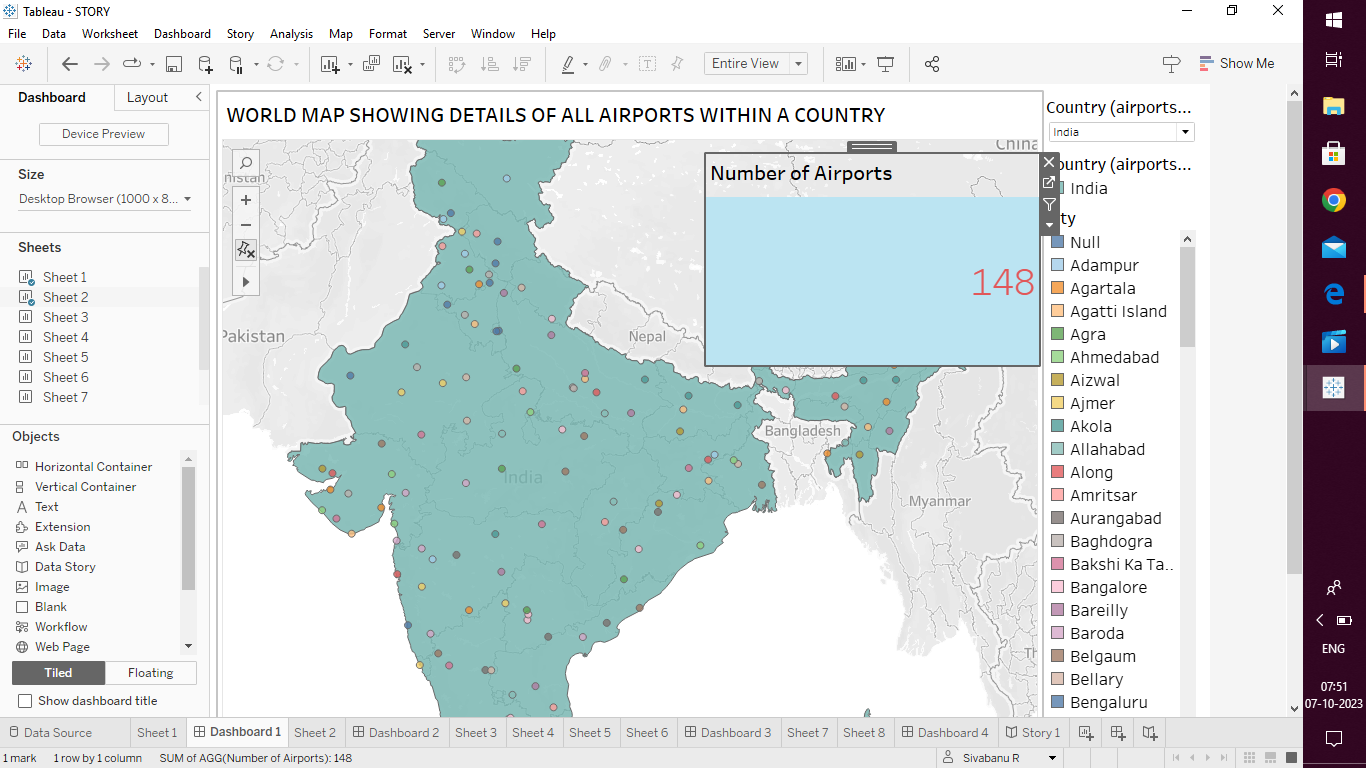 Tableau - STORY
File Data Worksheet Dashboard Story Analysis Map Format Server Window Help
Entire View
Show Me
Dashboard Layout
Device Preview
Size
Desktop Browser (1000 x 8...
Sheets
Sheet 1
Sheet 2
Sheet 3
Sheet 4
Sheet 5
Sheet 6
Sheet 7
Objects
Horizontal Container
Vertical Container
Text
Extension
Ask Data
Data Story
Image
Blank
Workflow
Web Page
Tiled Floating
Show dashboard title
WORLD MAP SHOWING DETAILS OF ALL AIRPORTS WITHIN A COUNTRY
China
nistan
Number of Airports
148
Pakistan
Nepal
Bangladesh
India
Myanmar
Th
Country (airports...
India
ountry (airports...
India
ty
Null
Adampur
Agartala
Agatti Island
Agra
Ahmedabad
Aizwal
Ajmer
Akola
Allahabad
Along
Amritsar
Aurangabad
Baghdogra
Bakshi Ka Ta..
Bangalore
Bareilly
Baroda
Belgaum
Bellary
Bengaluru
Data Source Sheet 1 Dashboard 1 Sheet 2 Dashboard 2 Sheet 3 Sheet 4 Sheet 5 Sheet 6 Dashboard 3 Sheet 7 Sheet 8 Dashboard 4 Story 1
1 mark 1 row by 1 column SUM of AGG(Number of Airports): 148
Sivabanu R
ENG
07:51
07-10-2023